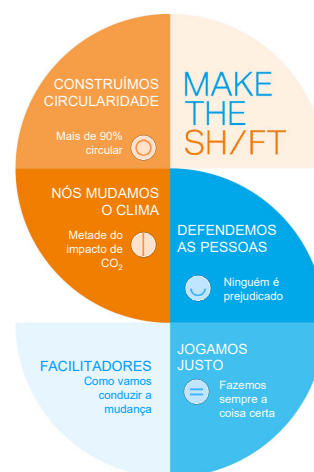 CONSTRUÍMOS
CIRCULARIDADE
Mais de 90%
circular
MAKE
THE
SH/FT
NÓS MUDAMOS
O CLIMA
Metade do
impacto de
CO₂
DEFENDEMOS
AS PESSOAS
Ninguém é
prejudicado
FACILITADORES
Como vamos
conduzir a
mudança
JOGAMOS
JUSTO
Fazemos
sempre a
coisa certa